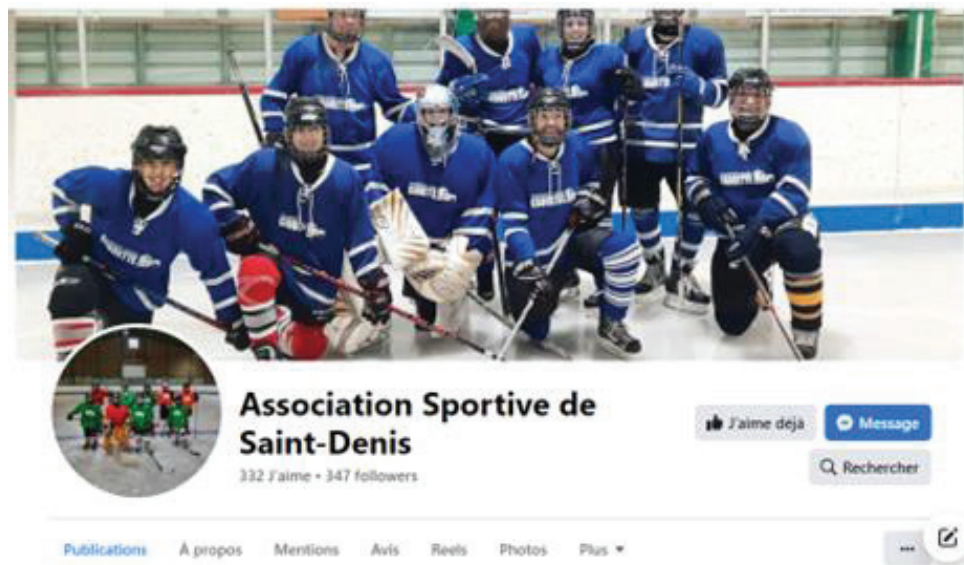 Association Sportive de
Saint-Denis
332 J'aime • 347 followers
J'aime déjà
Message
Rechercher
Publications
À propos
Mentions
Avis
Reels
Photos
Plus